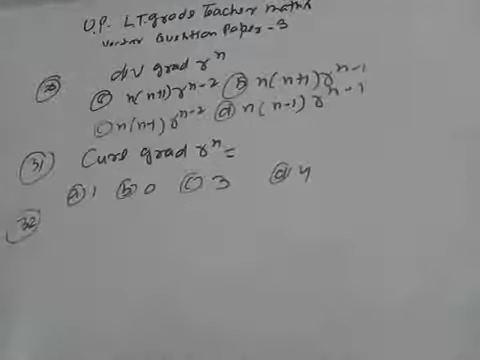 U.P. L.T. grade Teacher maths
Vector Question Paper - 3
30 div grad r^n
(a) n(n+1)r^n-2 (b) n(n+1)r^n-1
(c) n(n-1)r^n-2 (d) n(n-1)r^n-1
31 Curl grad r^n =
(a) 1 (b) 0 (c) 3 (d) 4
32